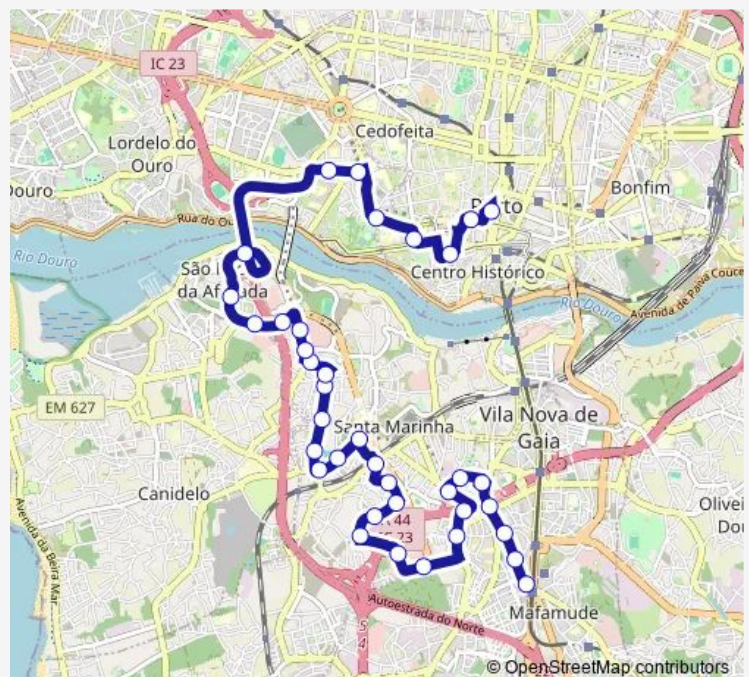 IC 23
Cedofeita
Lordelo do
Ouro
Douro
Bonfim
Rua do Ou
Porto
Rio Douro
São
da Afurada
Centro Histórico
Rio Douro
Avenida de Paiva Couce
EM 627
Santa Marinha
Vila Nova de
Gaia
Canidelo
Avenida da Beira Mar
44
23
Olivei
Do
Autoestrada do Norte
Mafamude
© OpenStreetMap contributors